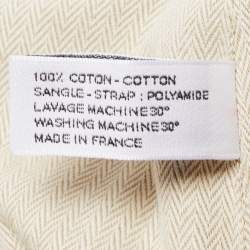 100% COTON - COTTON
SANGLE - STRAP : POLYAMIDE
LAVAGE MACHINE 30°
WASHING MACHINE 30°
MADE IN FRANCE